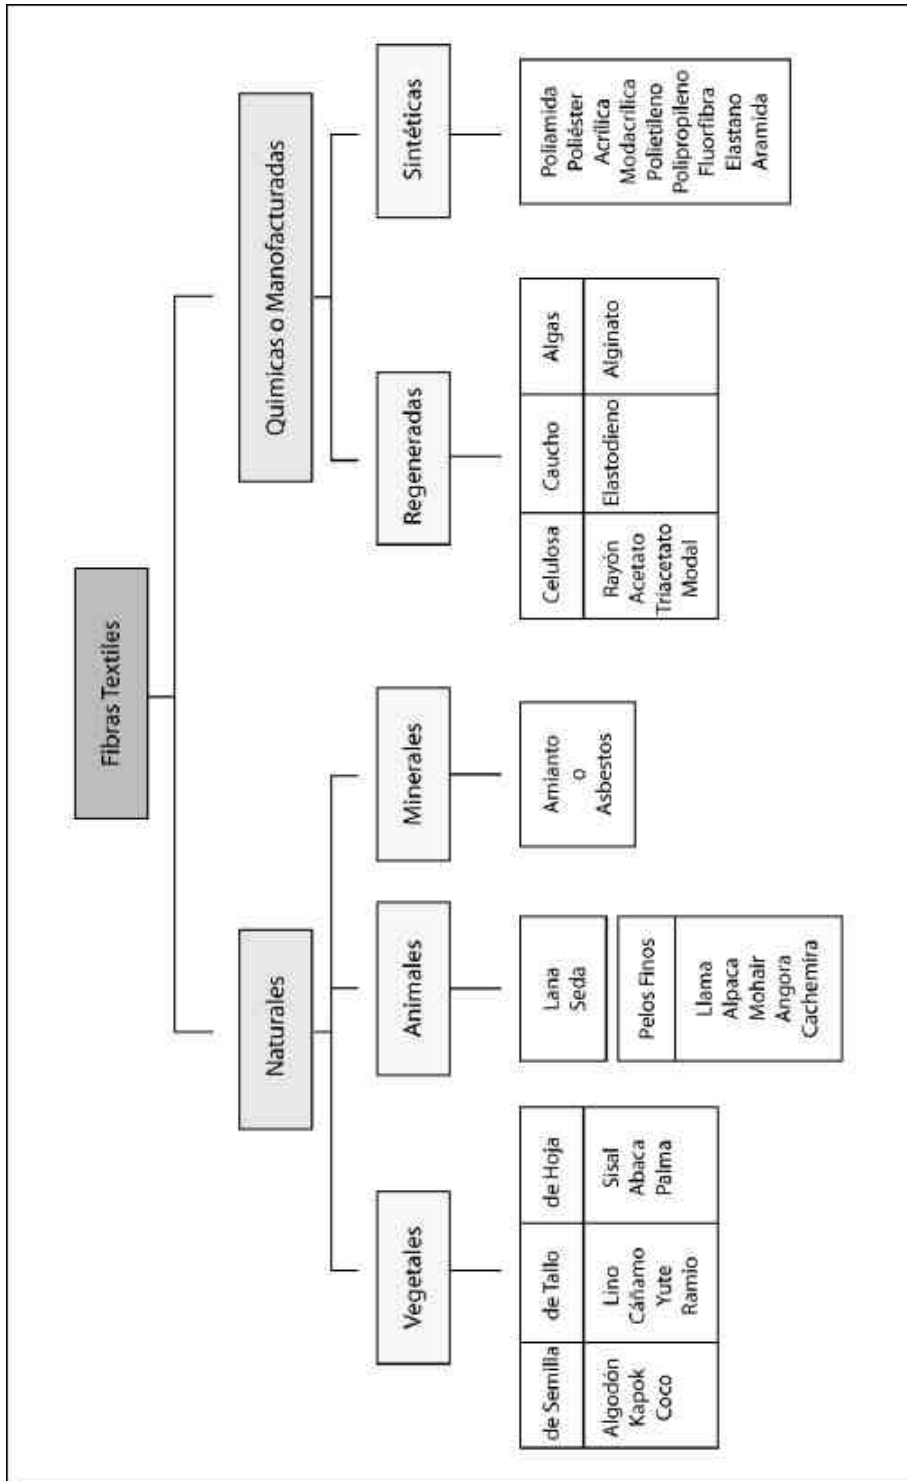 Fibras Textiles
Naturales
Quimicas o Manofacturadas
Vegetales
Animales
Minerales
Regeneradas
Sintéticas
de Semilla
de Tallo
de Hoja
Algodón
Kapok
Coco
Lino
Cáñamo
Yute
Ramio
Sisal
Abaca
Palma
Lana
Seda
Pelos Finos
Llama
Alpaca
Mohair
Angora
Cachemira
Amianto
o
Asbestos
Celulosa
Caucho
Algas
Rayón
Acetato
Triacetato
Modal
Elastodieno
Alginato
Poliamida
Poliéster
Acrílica
Modacrílica
Polietileno
Polipropileno
Fluorfibra
Elastano
Aramida